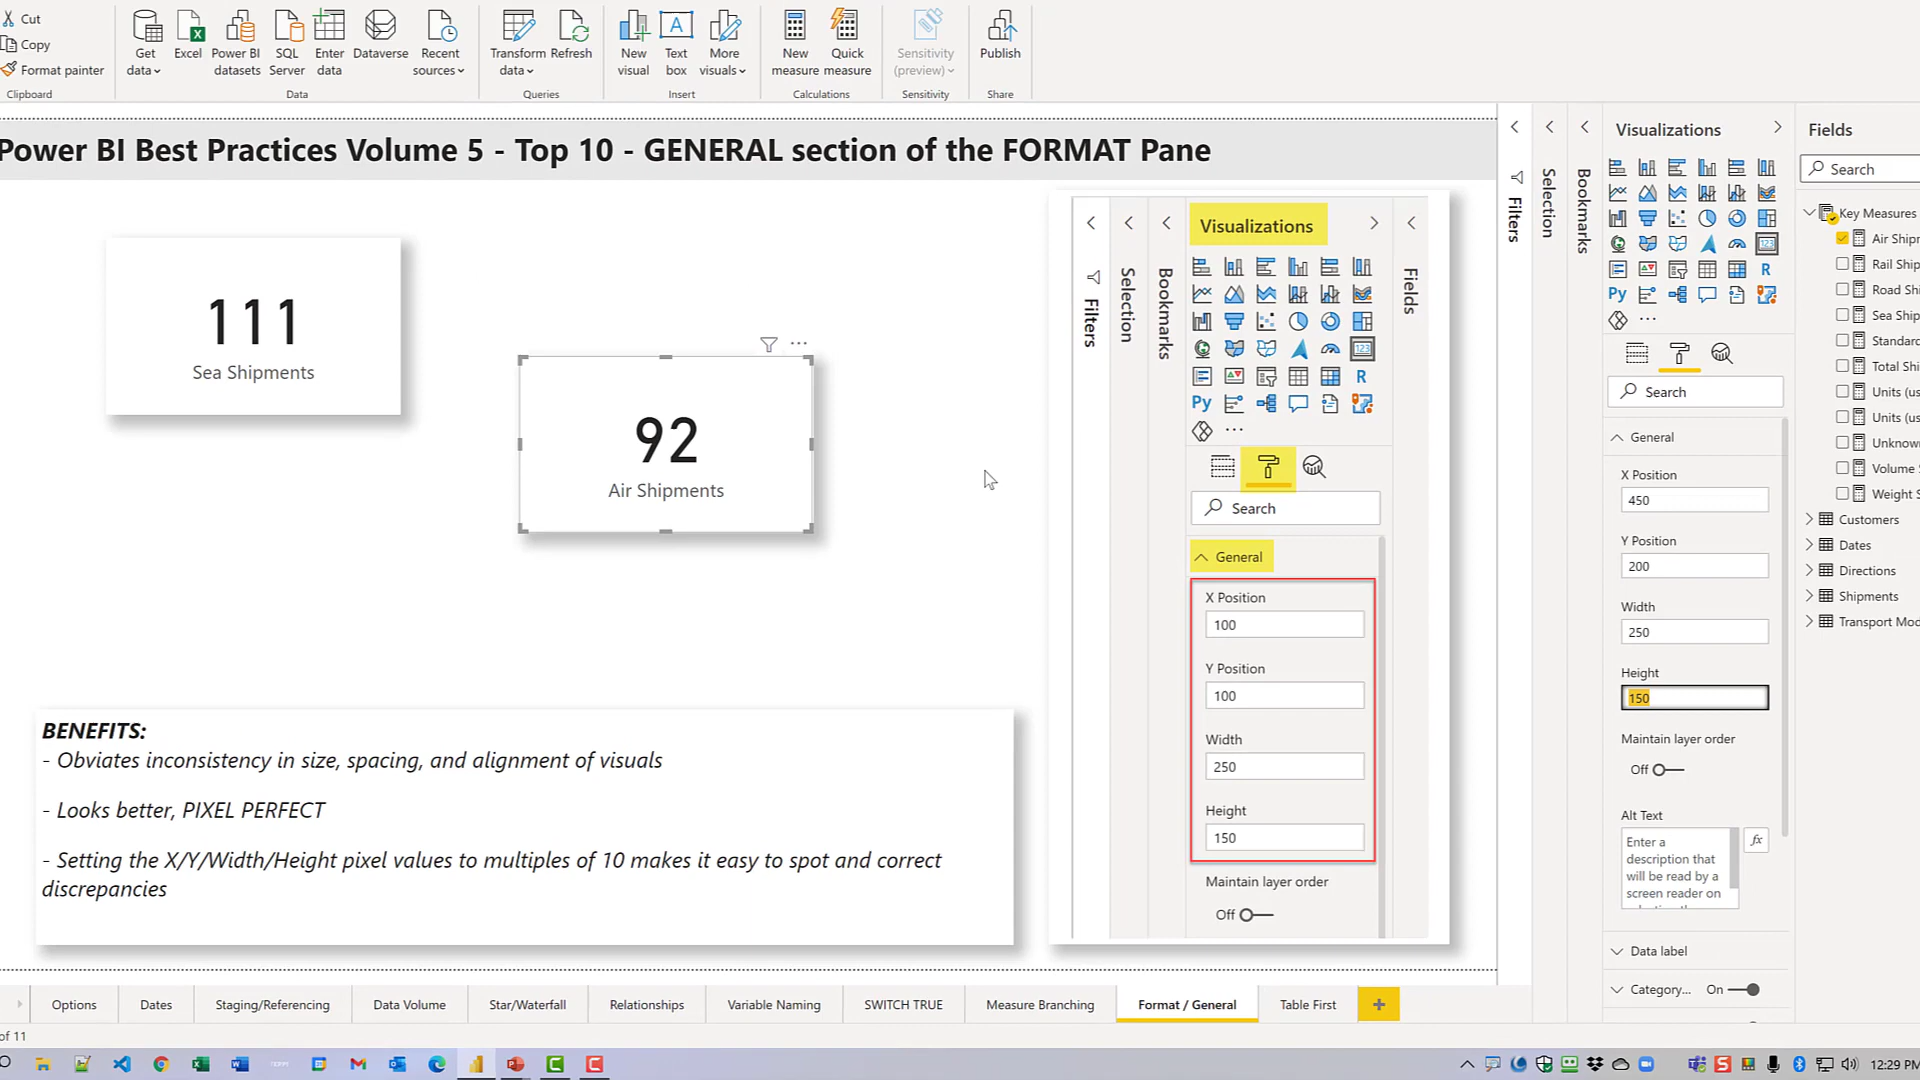 Cut
Copy
Format painter
Clipboard
Get data
Excel
Power BI datasets
SQL Server
Enter data
Dataverse
Recent sources
Data
Transform data
Refresh
Queries
New visual
Text box
More visuals
Insert
New measure
Quick measure
Calculations
Sensitivity (preview)
Sensitivity
Publish
Share
Power BI Best Practices Volume 5 - Top 10 - GENERAL section of the FORMAT Pane
111
Sea Shipments
92
Air Shipments
BENEFITS:
- Obviates inconsistency in size, spacing, and alignment of visuals
- Looks better, PIXEL PERFECT
- Setting the X/Y/Width/Height pixel values to multiples of 10 makes it easy to spot and correct
discrepancies
Filters
Selection
Bookmarks
Visualizations
Fields
R
Py
Search
General
X Position
100
Y Position
100
Width
250
Height
150
Maintain layer order
Off
Filters
Selection
Bookmarks
Visualizations
R
Py
Search
General
X Position
450
Y Position
200
Width
250
Height
150
Maintain layer order
Off
Alt Text
Enter a
description that
will be read by a
screen reader on
fx
Data label
Category... On
Fields
Search
Key Measures
Air Ship
Rail Ship
Road Shi
Sea Ship
Standard
Total Shi
Units (us
Units (us
Unknow
Volume
Weight S
Customers
Dates
Directions
Shipments
Transport Mod
Options
Dates
Staging/Referencing
Data Volume
Star/Waterfall
Relationships
Variable Naming
SWITCH TRUE
Measure Branching
Format / General
Table First
+
of 11
12:29 PM